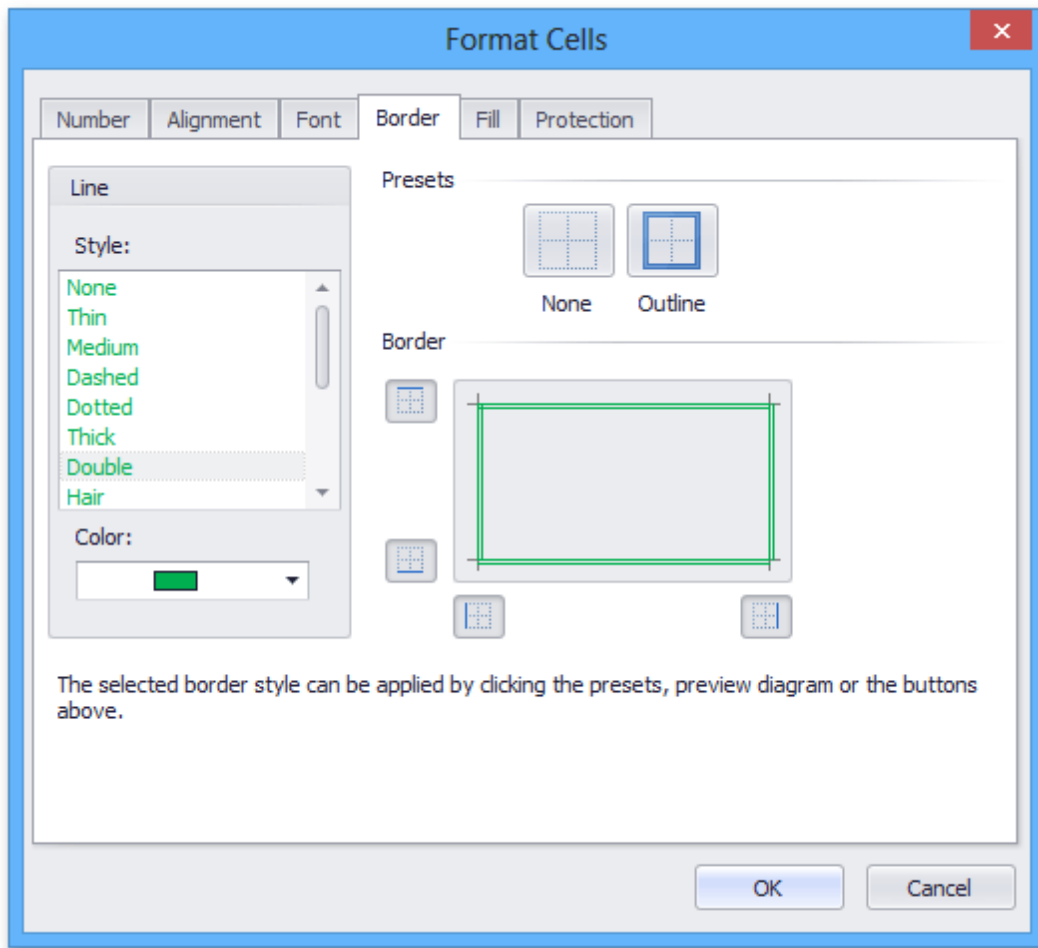 Format Cells
Number Alignment Font Border Fill Protection
Line
Style:
None
Thin
Medium
Dashed
Dotted
Thick
Double
Hair
Color:
Presets
None Outline
Border
The selected border style can be applied by clicking the presets, preview diagram or the buttons
above.
OK Cancel